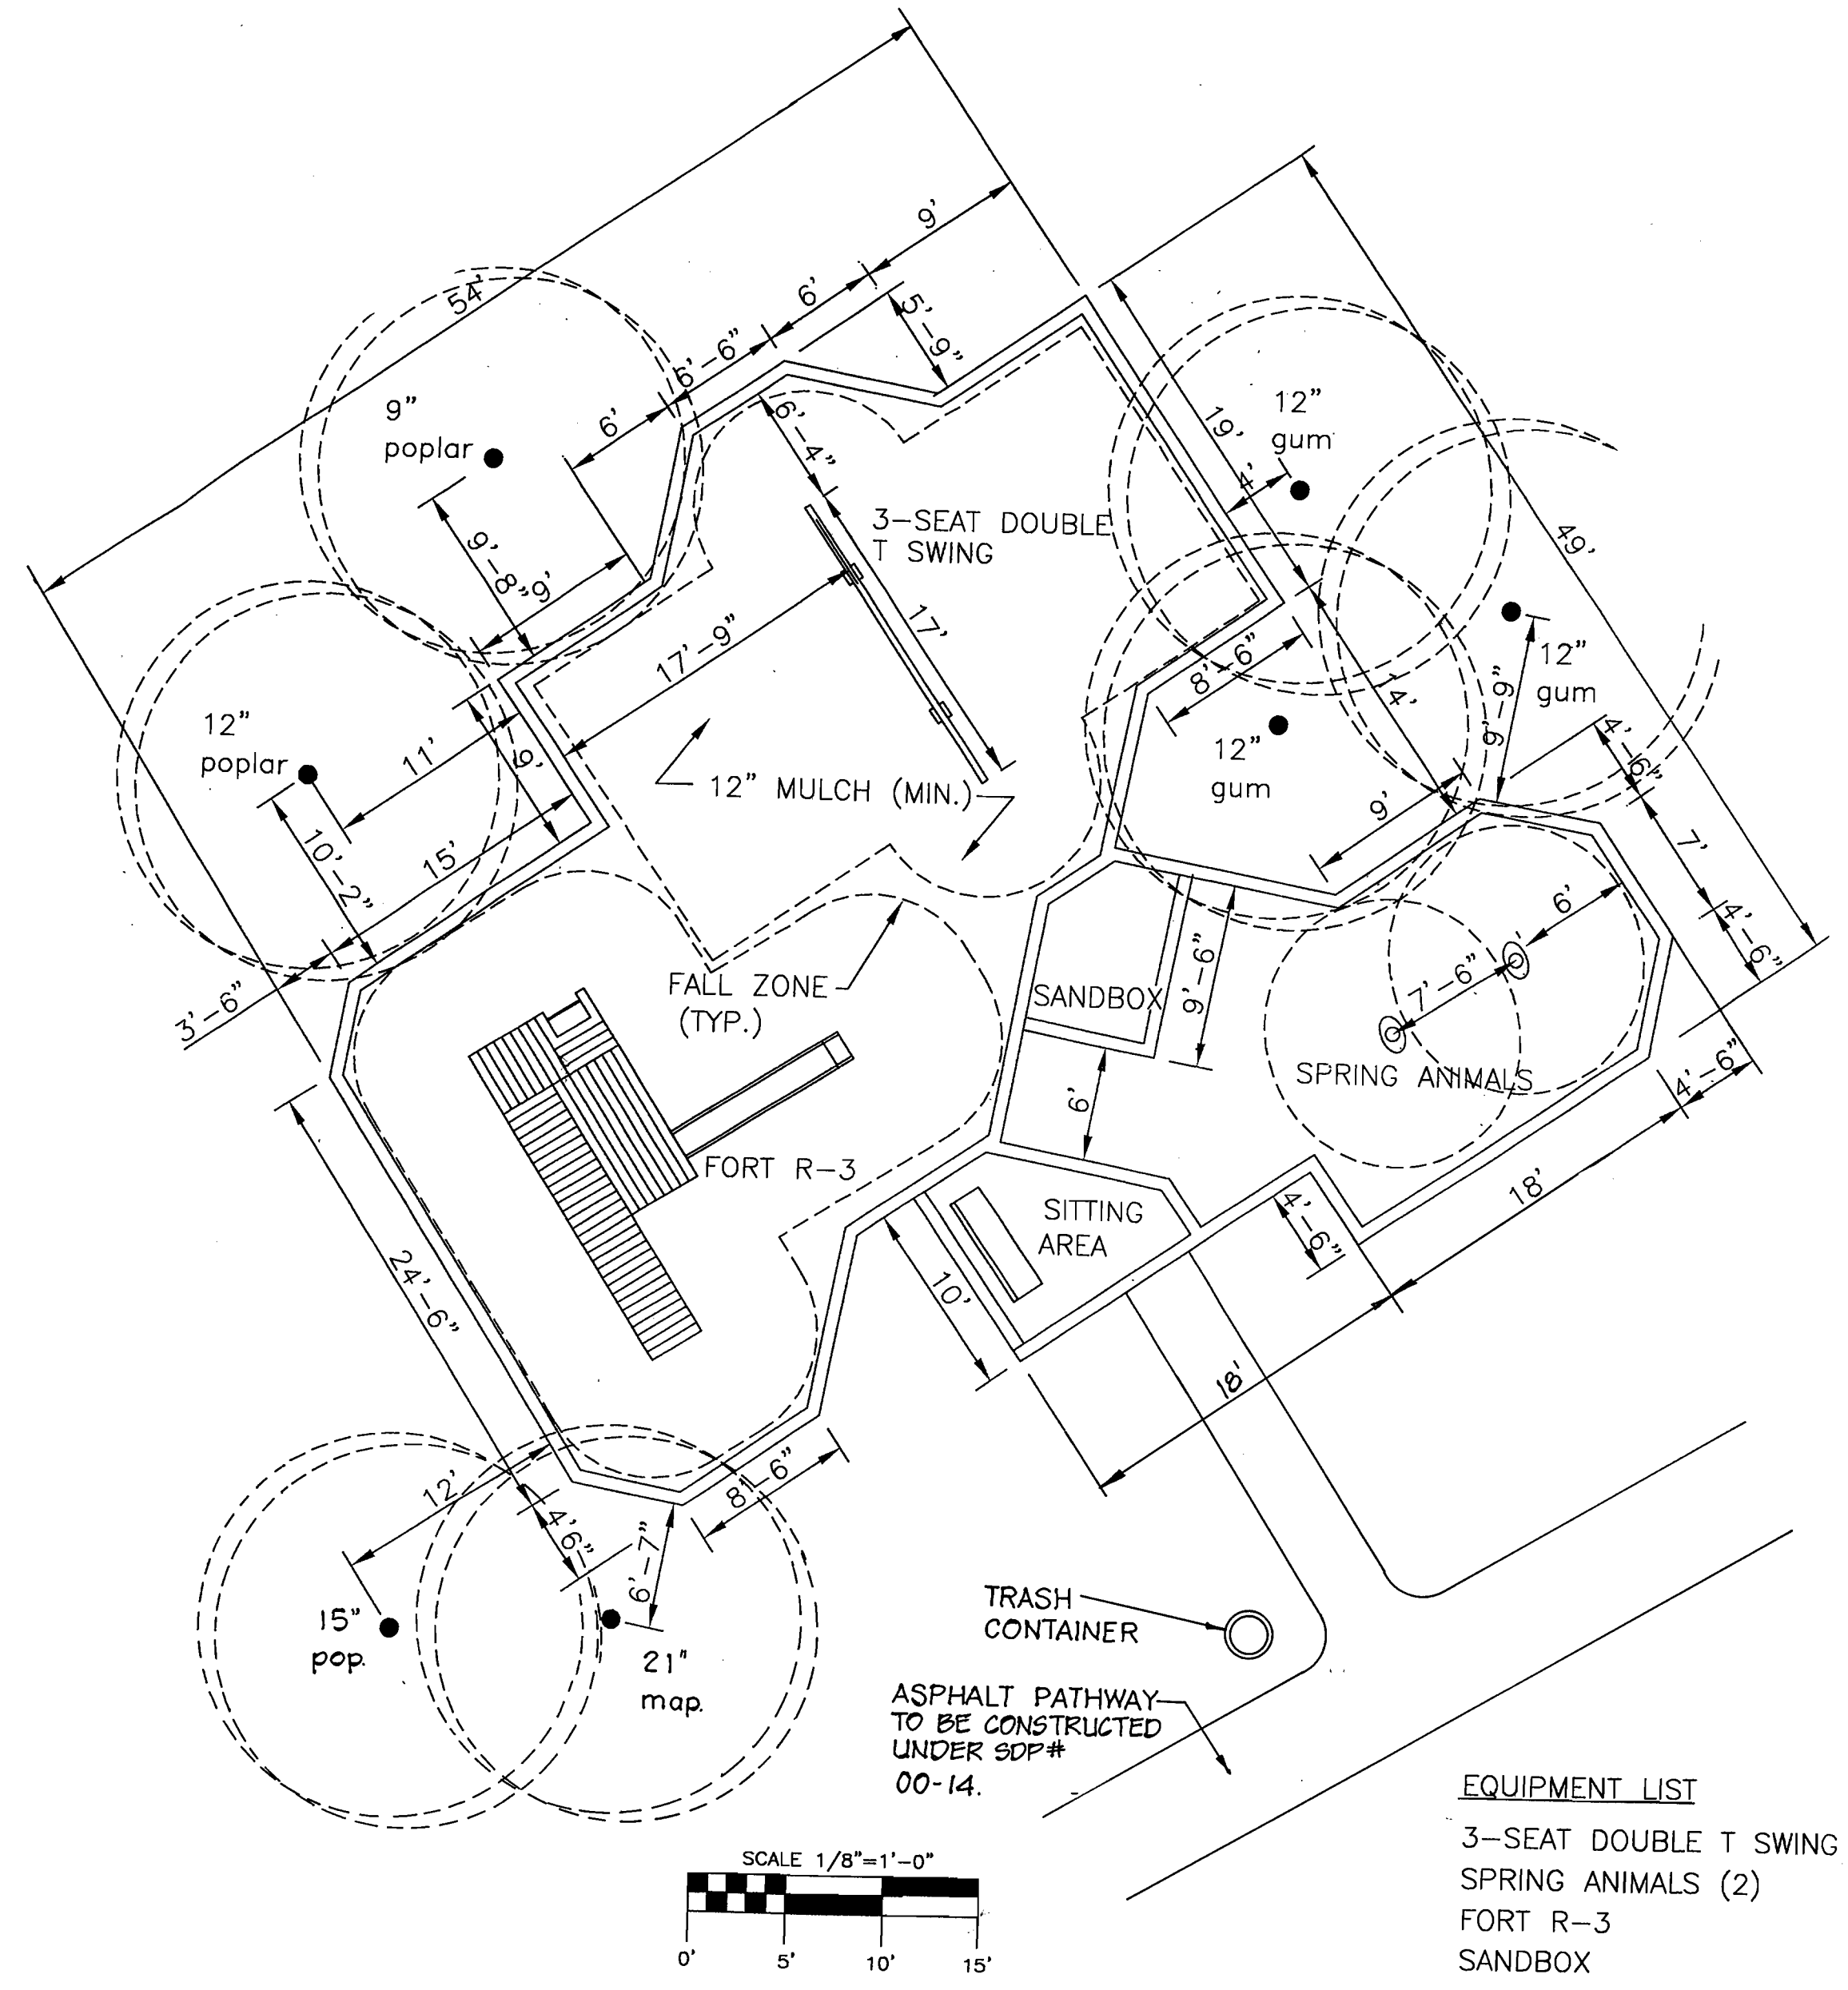 54'
9'
6'
5'-9"
6'-6"
6'
9"
poplar
6'-4"
19'
12"
gum
4'
49'
3-SEAT DOUBLE
T SWING
9'-8"
9'
17'
17'-9"
8'-6"
14'
12"
gum
9'-9"
12"
poplar
11'
9'
12" MULCH (MIN.)
12"
gum
4'-6"
9'
7'
10'-2"
15'
6'
4'-6"
3'-6"
FALL ZONE
(TYP.)
SANDBOX
9'-6"
7'-6"
SPRING ANIMALS
4'-6"
6'
FORT R-3
18'
SITTING
AREA
4'-6"
24'-6"
10'
18'
12'
8'-6"
4'6"
6'-7"
15"
pop.
21"
map.
TRASH
CONTAINER
ASPHALT PATHWAY
TO BE CONSTRUCTED
UNDER SDP#
00-14.
EQUIPMENT LIST
3-SEAT DOUBLE T SWING
SPRING ANIMALS (2)
FORT R-3
SANDBOX
SCALE 1/8"=1'-0"
0' 5' 10' 15'